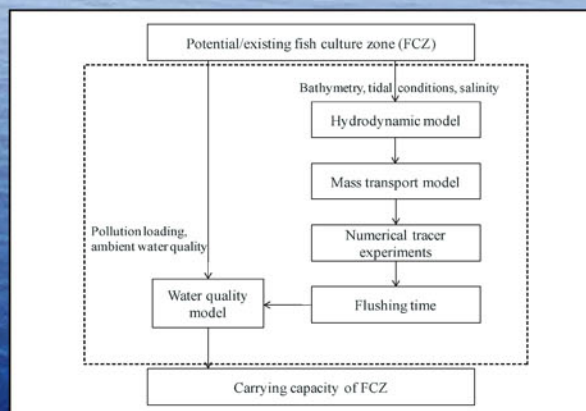 Potential/existing fish culture zone (FCZ)
Bathymetry, tidal conditions, salinity
Hydrodynamic model
Mass transport model
Pollution loading,
ambient water quality
Numerical tracer
experiments
Water quality
model
Flushing time
Carrying capacity of FCZ